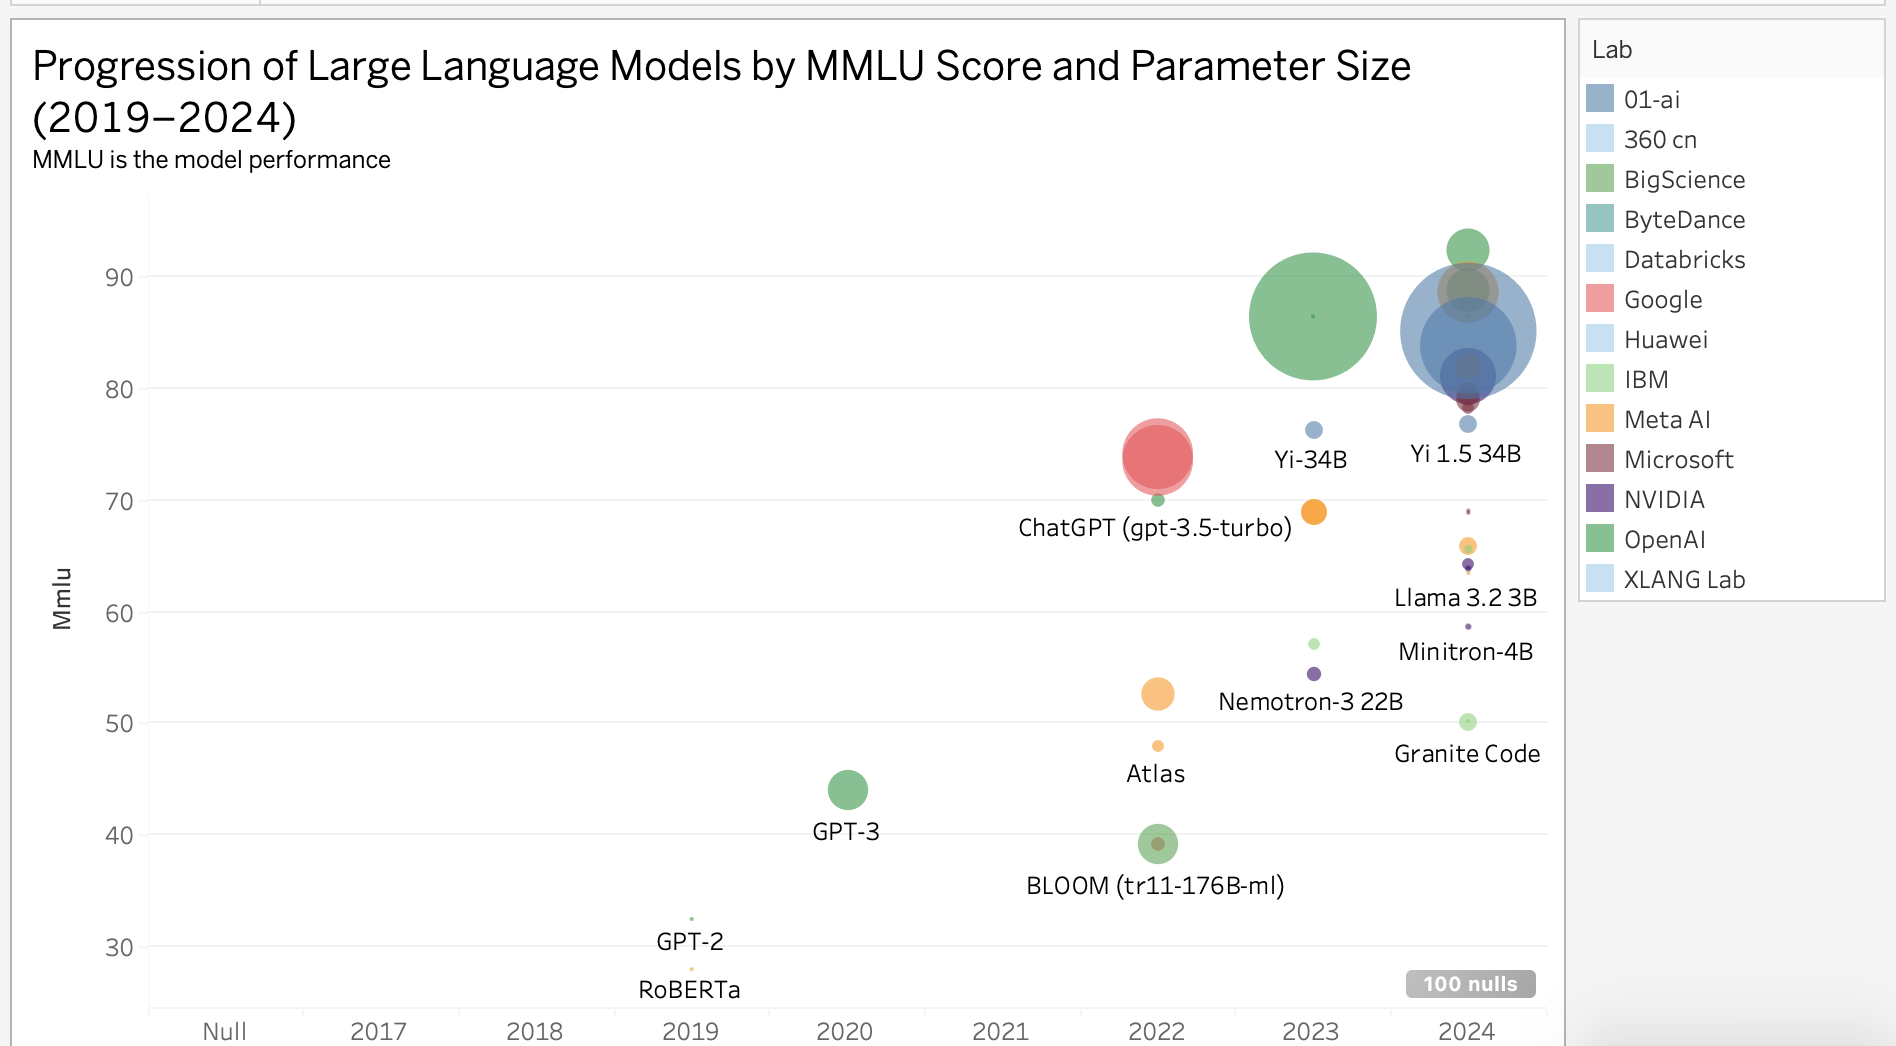 Progression of Large Language Models by MMLU Score and Parameter Size
(2019–2024)
MMLU is the model performance
Lab
01-ai
360 cn
BigScience
ByteDance
Databricks
Google
Huawei
IBM
Meta AI
Microsoft
NVIDIA
OpenAI
XLANG Lab
Mmlu
90
80
70
60
50
40
30
Yi-34B
Yi 1.5 34B
ChatGPT (gpt-3.5-turbo)
Llama 3.2 3B
Minitron-4B
Nemotron-3 22B
Granite Code
Atlas
GPT-3
BLOOM (tr11-176B-ml)
GPT-2
RoBERTa
100 nulls
Null 2017 2018 2019 2020 2021 2022 2023 2024